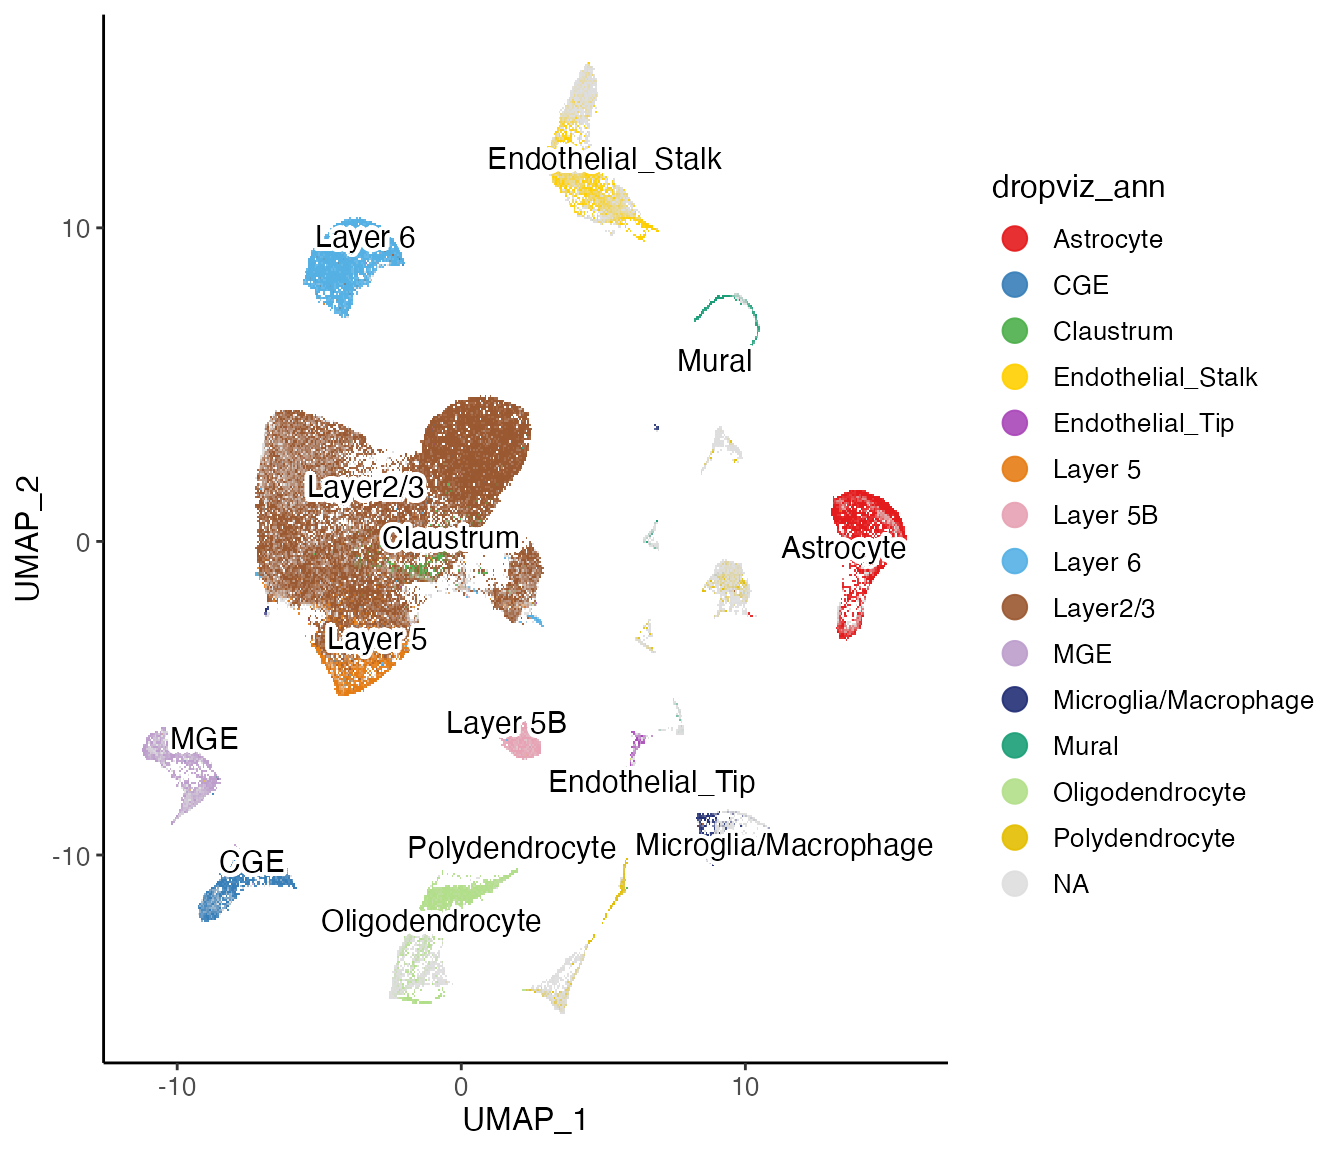 Endothelial_Stalk
Layer 6
Mural
Layer2/3
Claustrum
Astrocyte
Layer 5
Layer 5B
MGE
Endothelial_Tip
Polydendrocyte
Microglia/Macrophage
CGE
Oligodendrocyte
10
0
-10
UMAP_2
-10
0
10
UMAP_1
dropviz_ann
Astrocyte
CGE
Claustrum
Endothelial_Stalk
Endothelial_Tip
Layer 5
Layer 5B
Layer 6
Layer2/3
MGE
Microglia/Macrophage
Mural
Oligodendrocyte
Polydendrocyte
NA